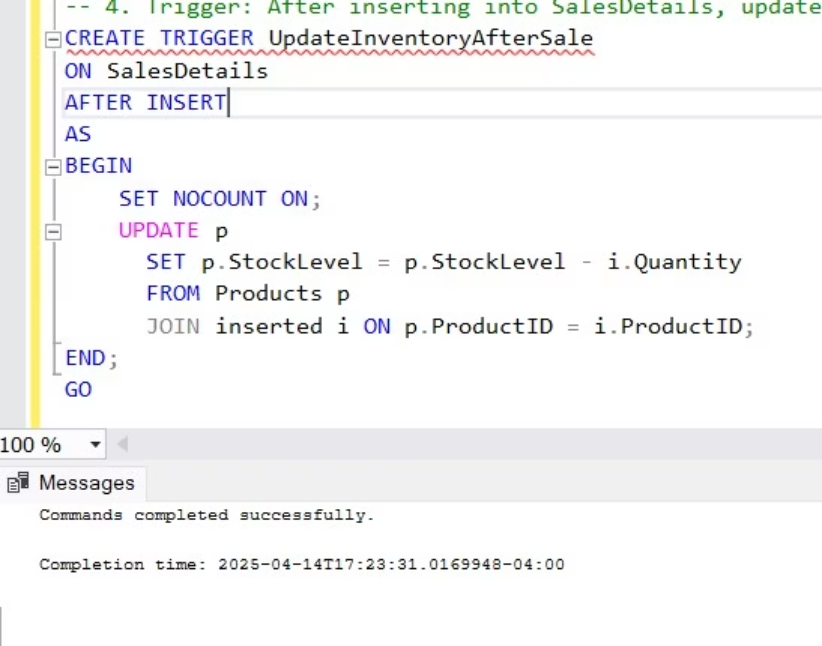 -- 4. Trigger: After inserting into SalesDetails, update
CREATE TRIGGER UpdateInventoryAfterSale
ON SalesDetails
AFTER INSERT
AS
BEGIN
    SET NOCOUNT ON;
    UPDATE p
      SET p.StockLevel = p.StockLevel - i.Quantity
      FROM Products p
      JOIN inserted i ON p.ProductID = i.ProductID;
END;
GO
100 %
Messages
Commands completed successfully.
Completion time: 2025-04-14T17:23:31.0169948-04:00